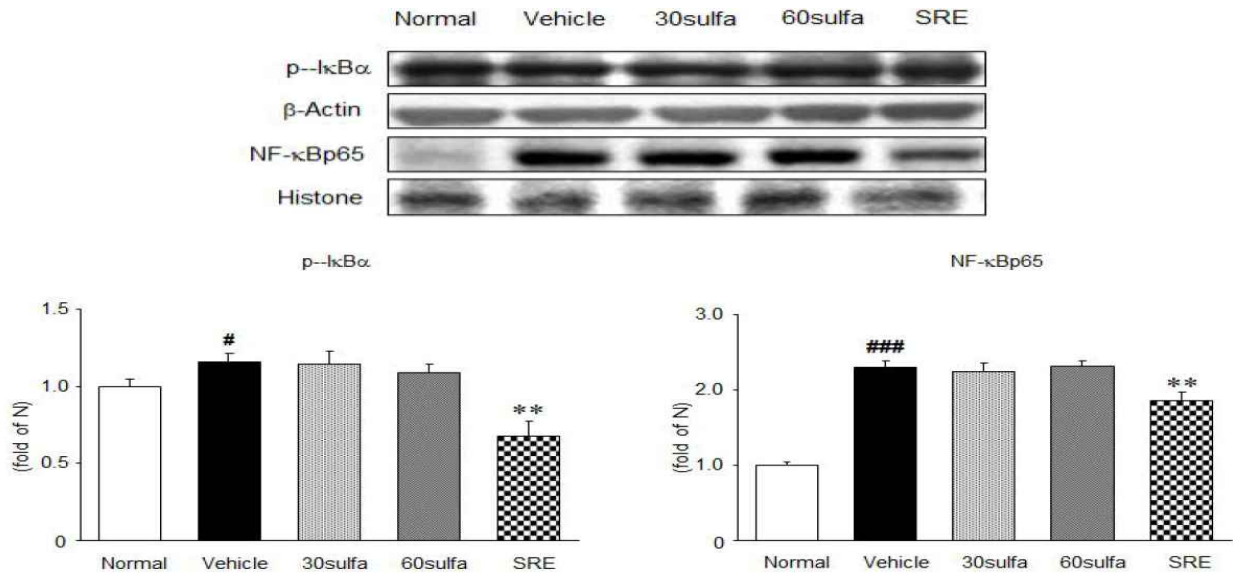 Normal Vehicle 30sulfa 60sulfa SRE
p--IκBα
β-Actin
NF-κBp65
Histone
p--IκBα
1.5
1.0
0.5
0
(fold of N)
#
**
Normal Vehicle 30sulfa 60sulfa SRE
NF-κBp65
3.0
2.0
1.0
0
(fold of N)
###
**
Normal Vehicle 30sulfa 60sulfa SRE